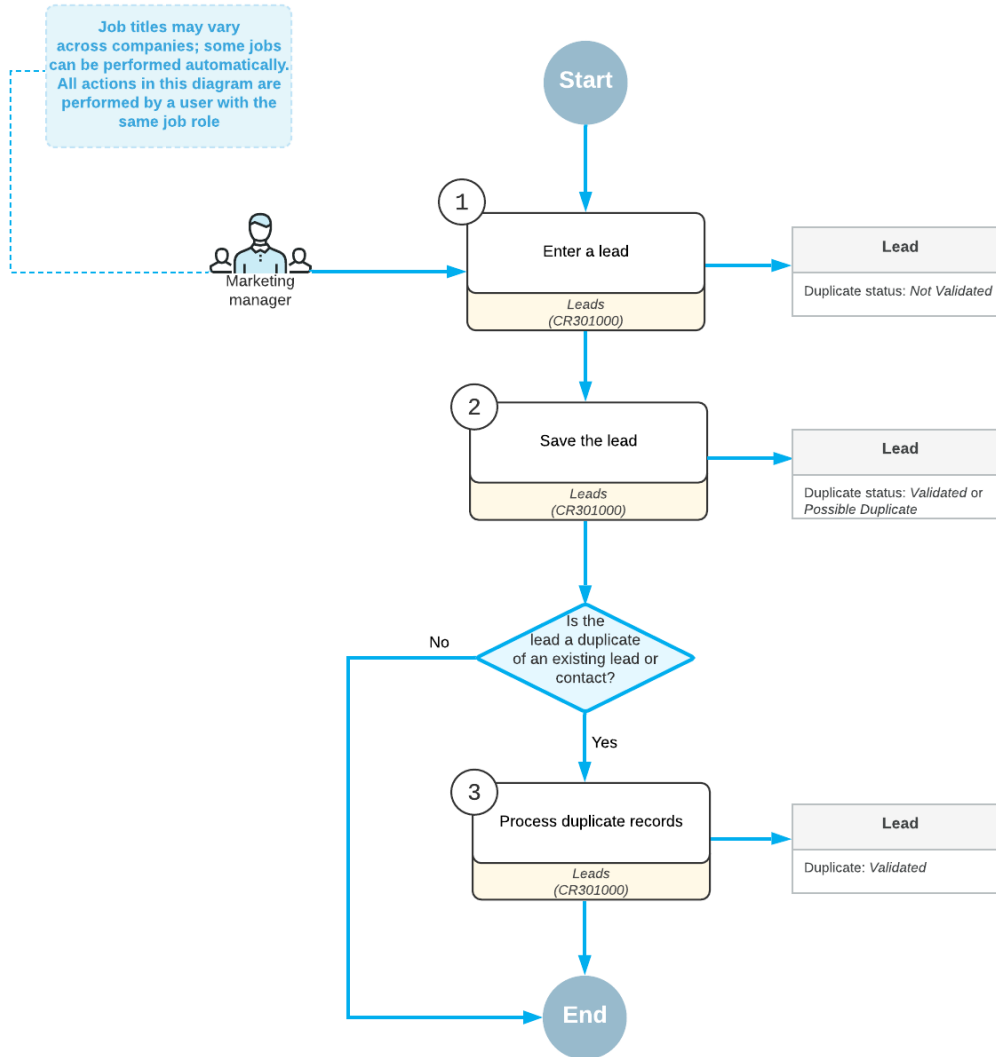 Job titles may vary
across companies; some jobs
can be performed automatically.
All actions in this diagram are
performed by a user with the
same job role
Start
1
Enter a lead
Leads
(CR301000)
Lead
Duplicate status: Not Validated
Marketing
manager
2
Save the lead
Leads
(CR301000)
Lead
Duplicate status: Validated or
Possible Duplicate
Is the
lead a duplicate
of an existing lead or
contact?
No
Yes
3
Process duplicate records
Leads
(CR301000)
Lead
Duplicate: Validated
End